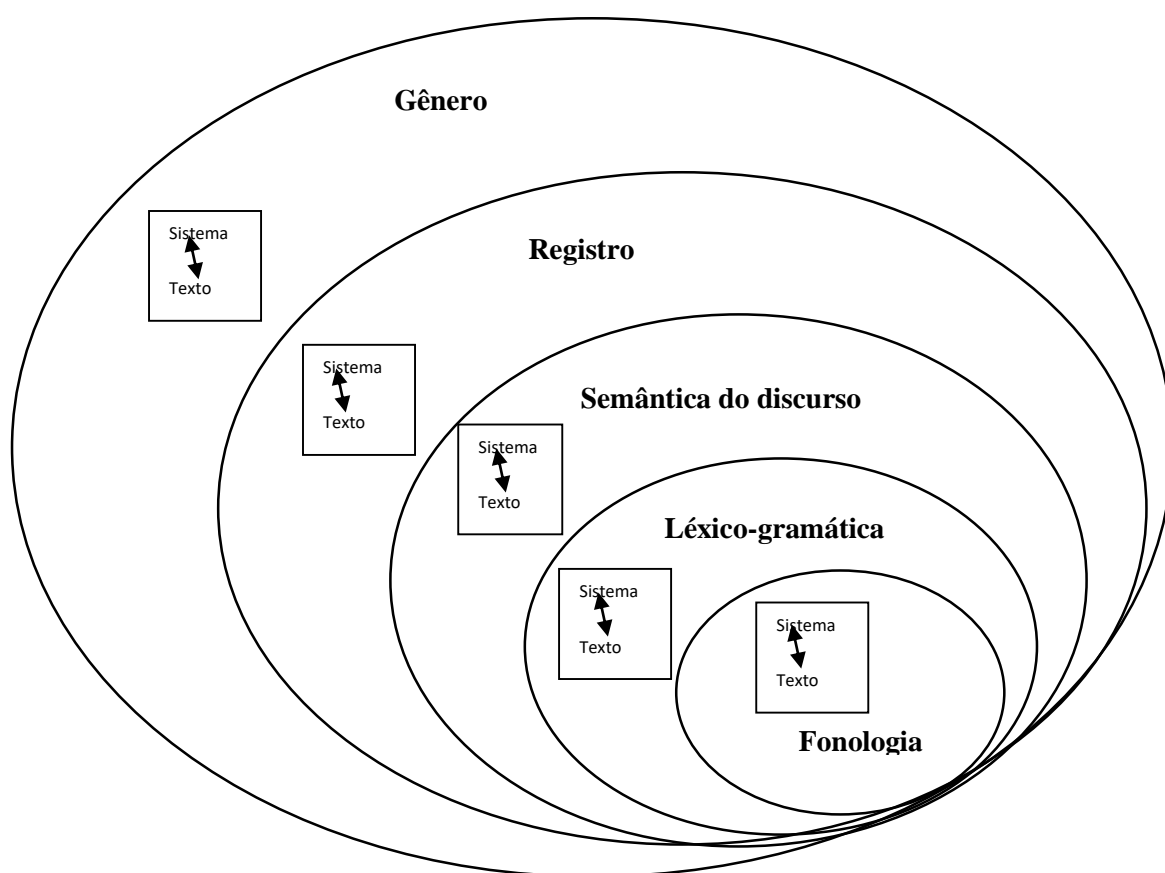 Gênero
Sistema
Texto
Registro
Sistema
Texto
Semântica do discurso
Sistema
Texto
Léxico-gramática
Sistema
Texto
Sistema
Texto
Fonologia